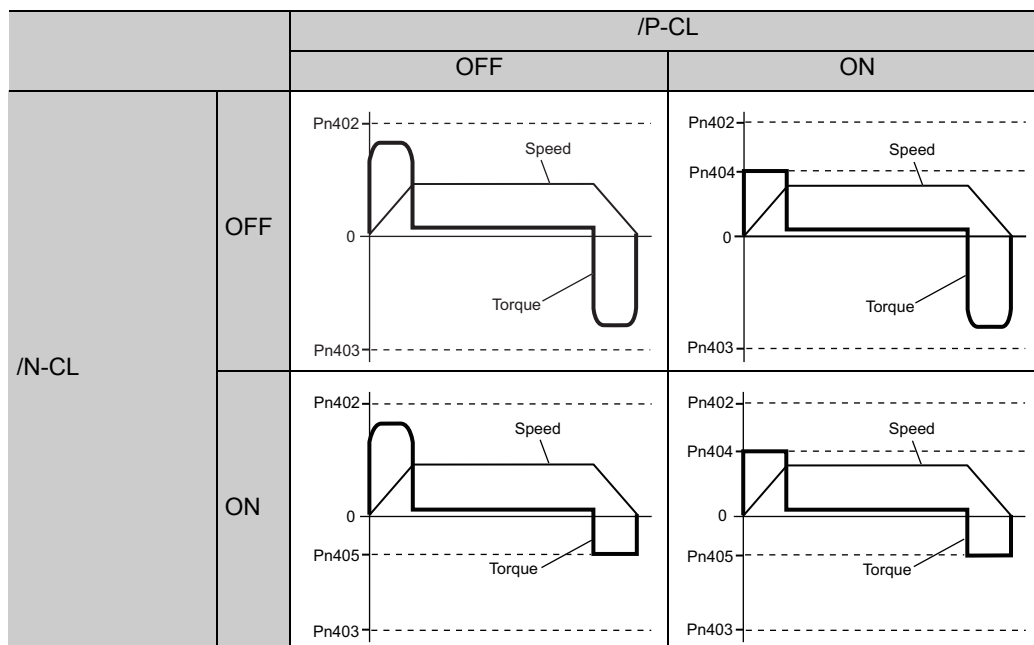 /P-CL
OFF
ON
/N-CL
OFF
Pn402
Speed
0
Torque
Pn403
Pn402
Speed
Pn404
0
Torque
Pn403
ON
Pn402
Speed
0
Pn405
Torque
Pn403
Pn402
Speed
Pn404
0
Pn405
Torque
Pn403